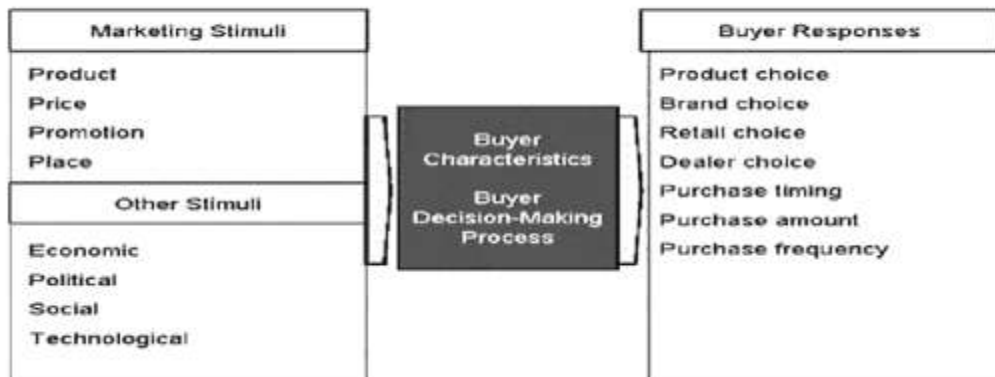 Marketing Stimuli
Product
Price
Promotion
Place
Other Stimuli
Economic
Political
Social
Technological
Buyer
Characteristics
Buyer
Decision-Making
Process
Buyer Responses
Product choice
Brand choice
Retail choice
Dealer choice
Purchase timing
Purchase amount
Purchase frequency